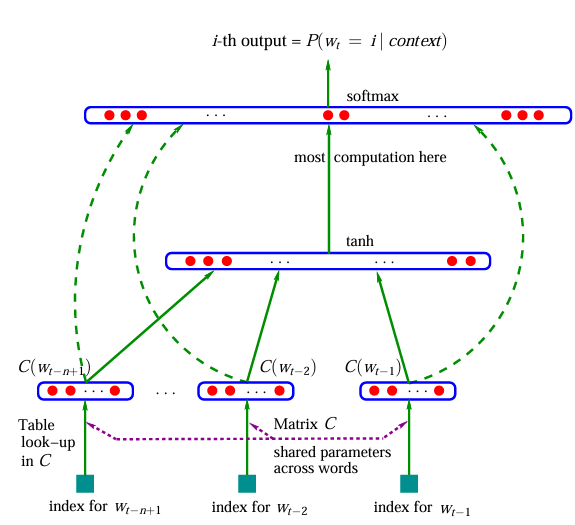 i-th output = P(w_t = i | context)
softmax
. . . . . .
most computation here
tanh
. . . . . .
C(w_{t−n+1}) C(w_{t−2}) C(w_{t−1})
. . . . . . . . . . . .
Table
look−up
in C
Matrix C
shared parameters
across words
index for w_{t−n+1} index for w_{t−2} index for w_{t−1}